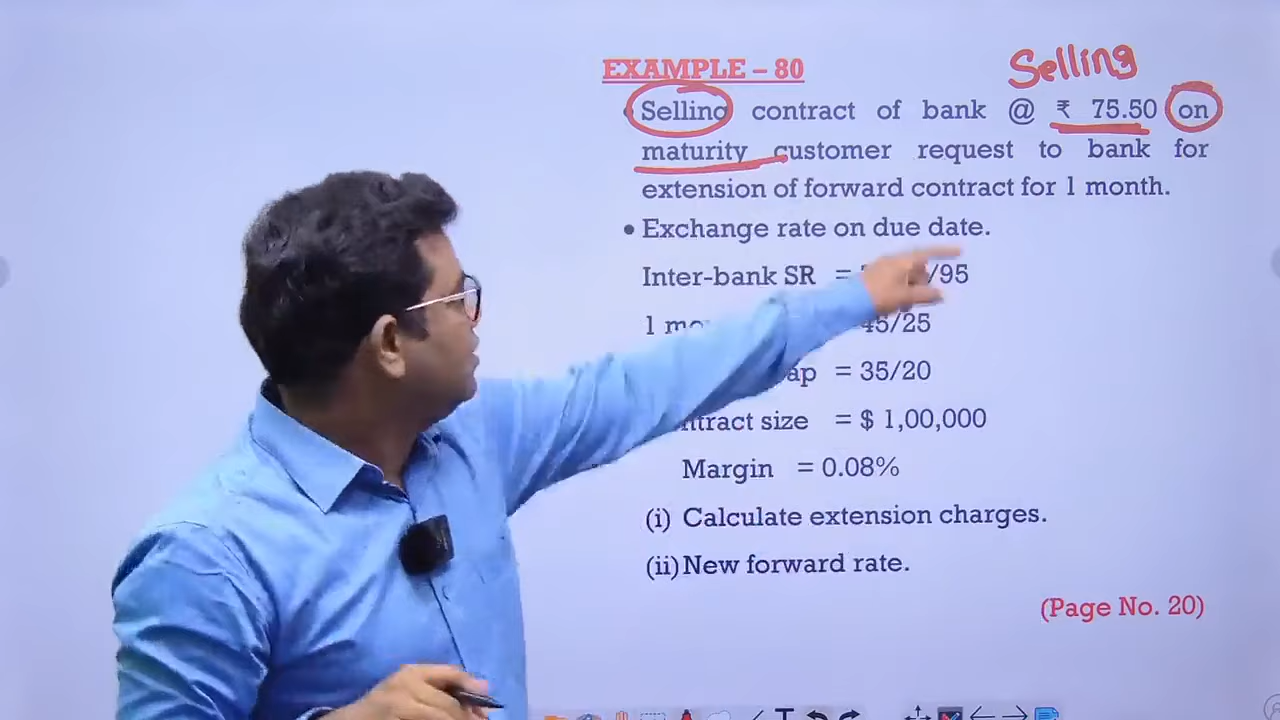 Selling
EXAMPLE – 80
• Selling contract of bank @ ₹ 75.50 on
maturity customer request to bank for
extension of forward contract for 1 month.
• Exchange rate on due date.
Inter-bank SR = /95
1 45/25
= 35/20
size = $ 1,00,000
Margin = 0.08%
(i) Calculate extension charges.
(ii) New forward rate.
(Page No. 20)